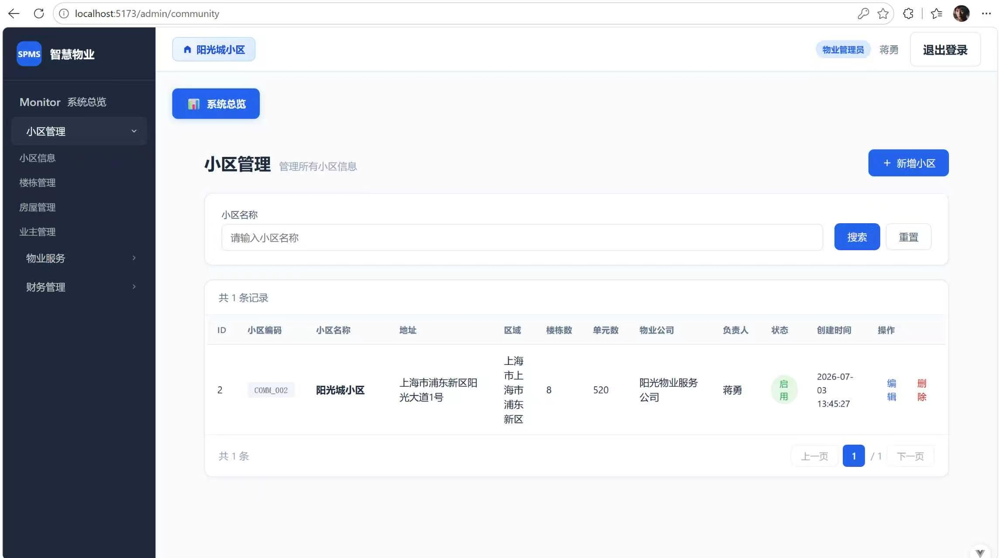 localhost:5173/admin/community
SPMS 智慧物业
阳光城小区
物业管理员 蒋勇 退出登录
Monitor 系统总览
小区管理
小区信息
楼栋管理
房屋管理
业主管理
物业服务
财务管理
系统总览
小区管理 管理所有小区信息
+ 新增小区
小区名称
请输入小区名称
搜索 重置
共 1 条记录
ID 小区编码 小区名称 地址 区域 楼栋数 单元数 物业公司 负责人 状态 创建时间 操作
2
COMM_002
阳光城小区
上海市浦东新区阳
光大道1号
上海
市上
海市
浦东
新区
8
520
阳光物业服务
公司
蒋勇
启
用
2026-07-
03
13:45:27
编
辑
删
除
共 1 条
上一页 1 / 1 下一页